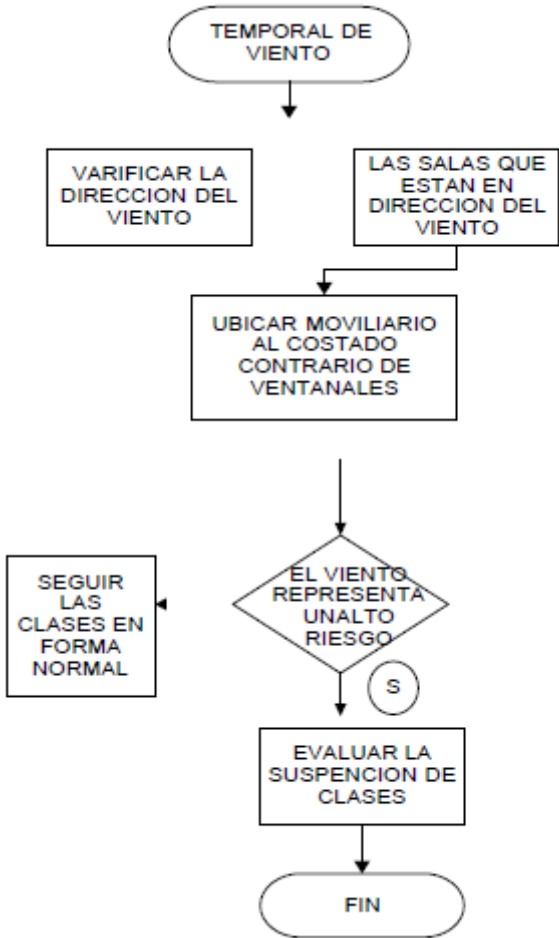 TEMPORAL DE
VIENTO
VARIFICAR LA
DIRECCION DEL
VIENTO
LAS SALAS QUE
ESTAN EN
DIRECCION DEL
VIENTO
UBICAR MOVILIARIO
AL COSTADO
CONTRARIO DE
VENTANALES
EL VIENTO
REPRESENTA
UNALTO
RIESGO
SEGUIR
LAS
CLASES EN
FORMA
NORMAL
S
EVALUAR LA
SUSPENCION DE
CLASES
FIN